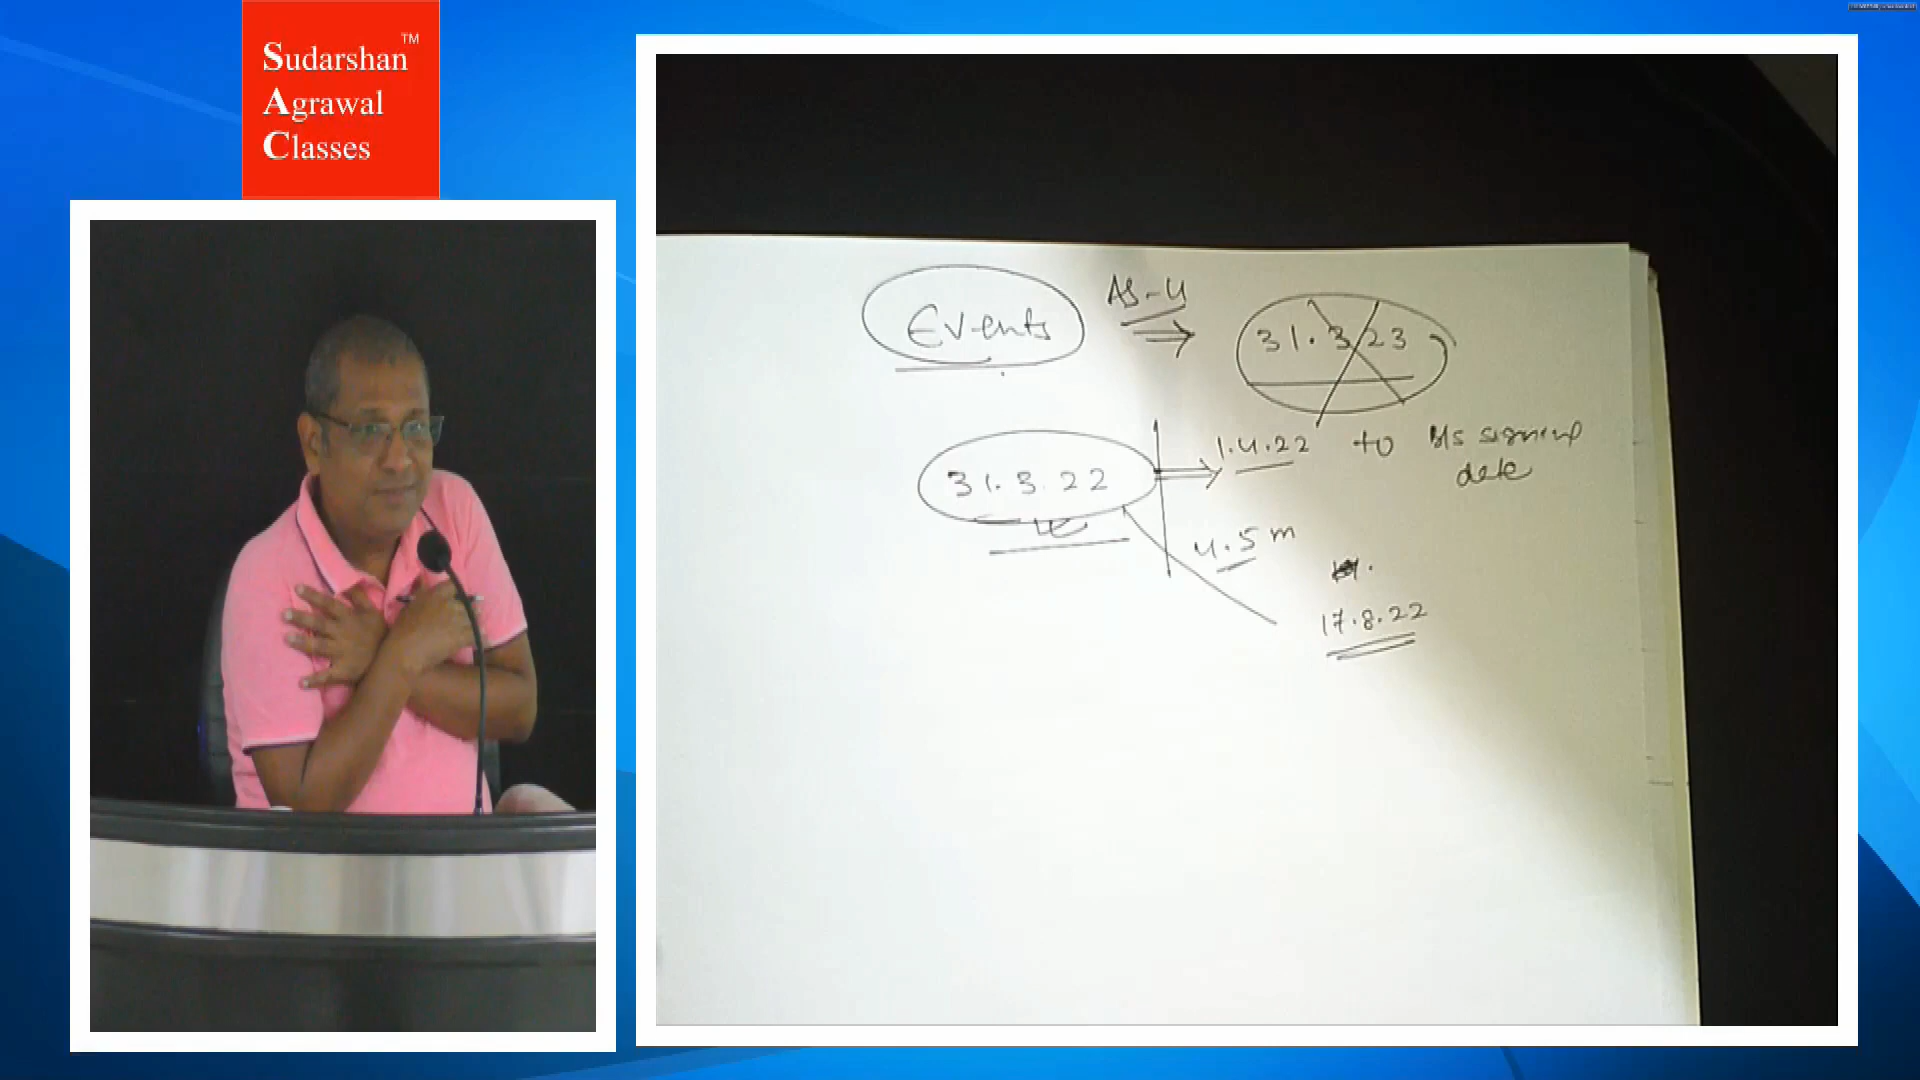 Sudarshan™
Agrawal
Classes
Events AS-4 31.3.23
31.3.22 1.4.22 to B/S signing
date
4.5 m
17.8.22